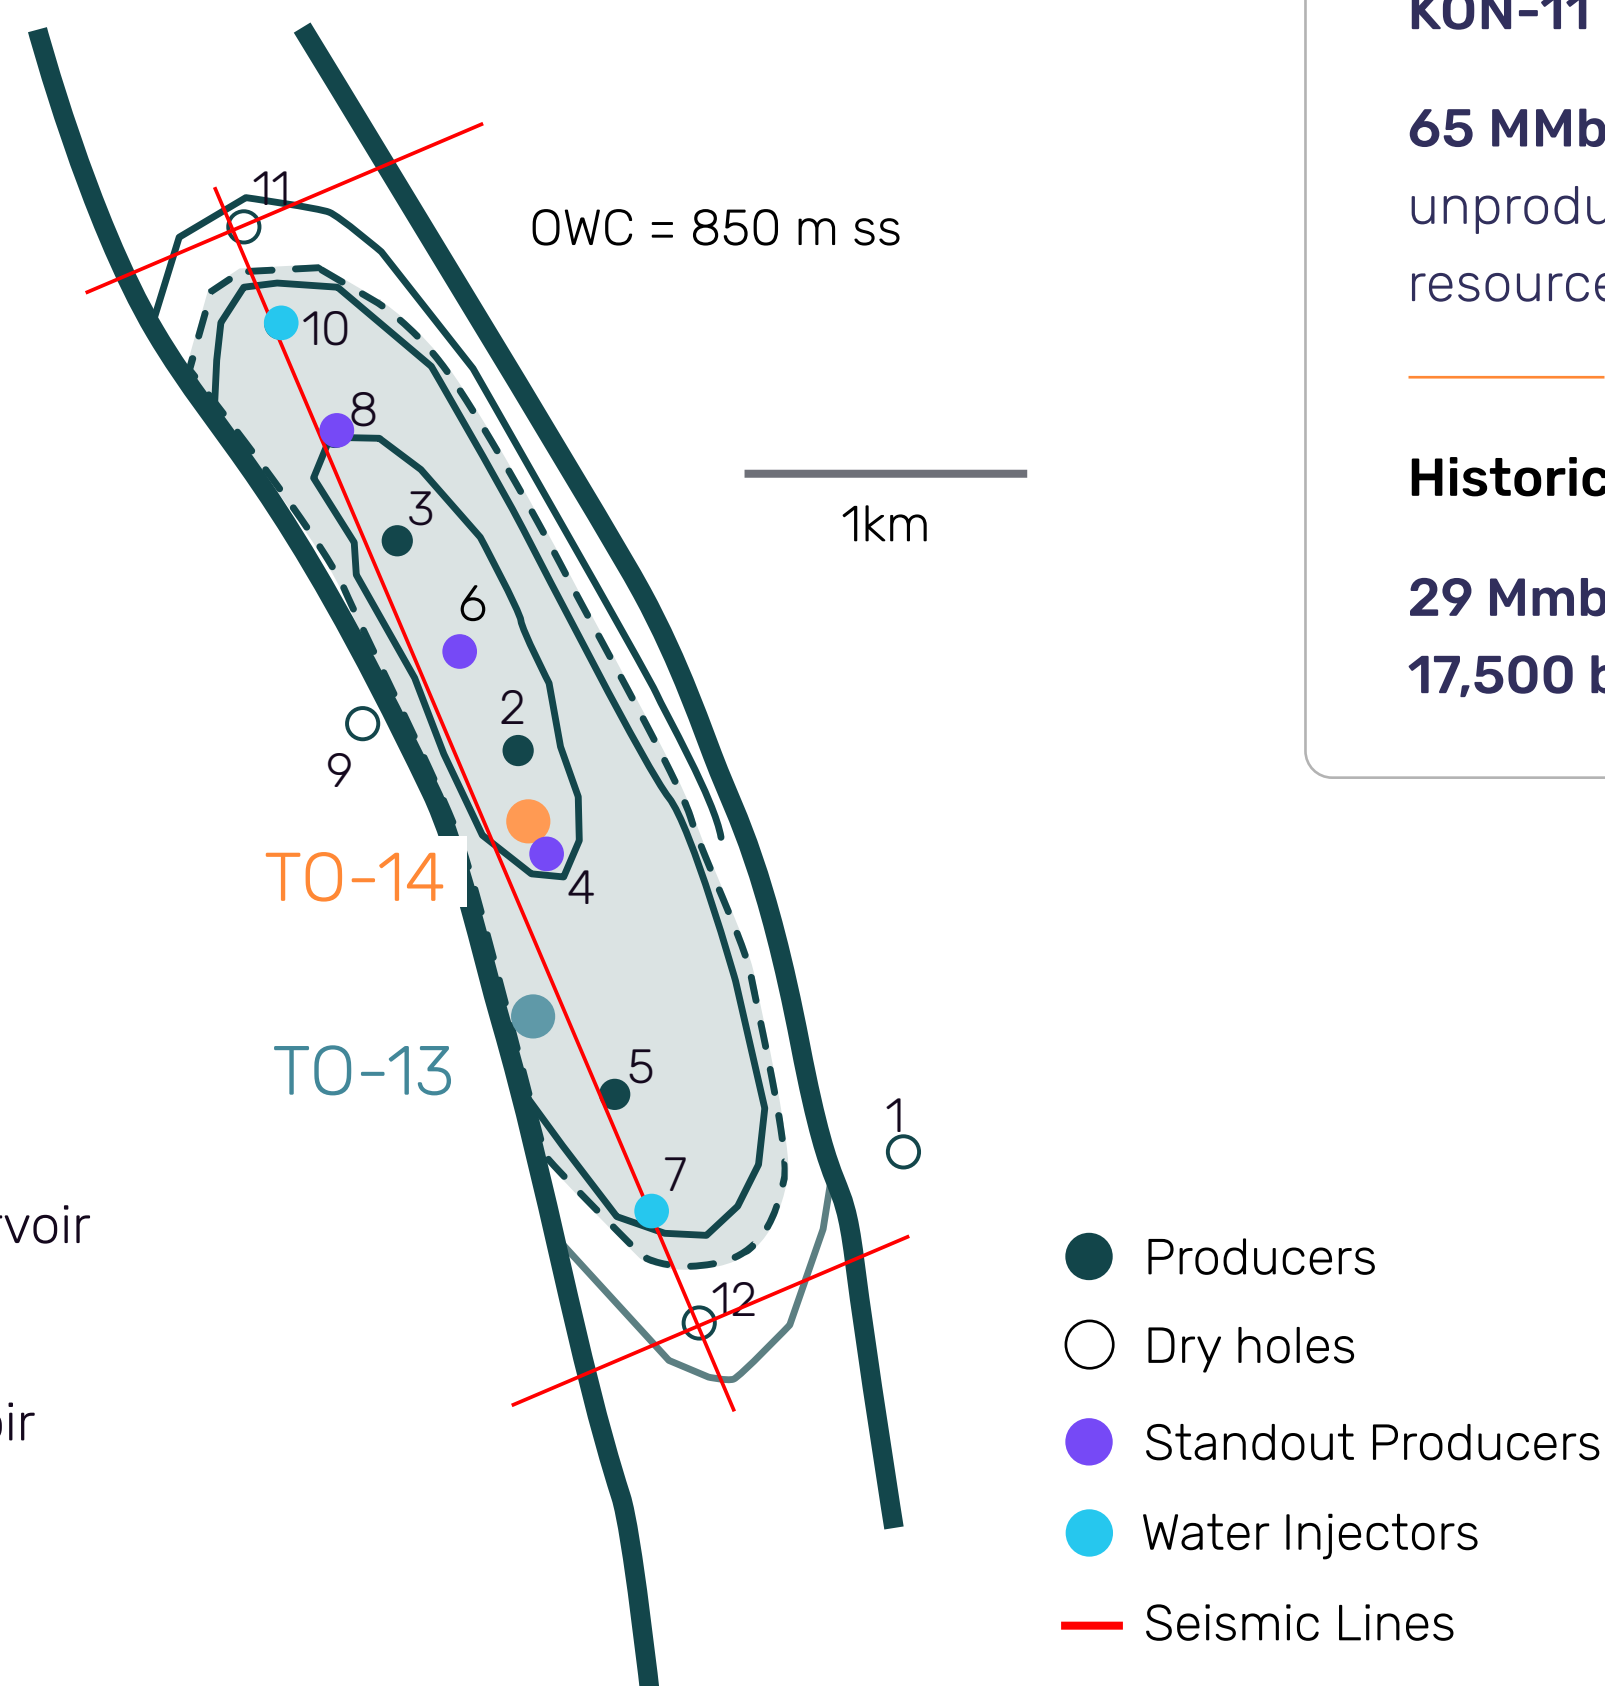 KON-11
65 MMb
unprodu
resource
Historic
29 Mmb
17,500 b
11
OWC = 850 m ss
10
8
3
1km
6
2
9
TO-14
4
TO-13
5
1
7
12
rvoir
oir
Producers
Dry holes
Standout Producers
Water Injectors
Seismic Lines